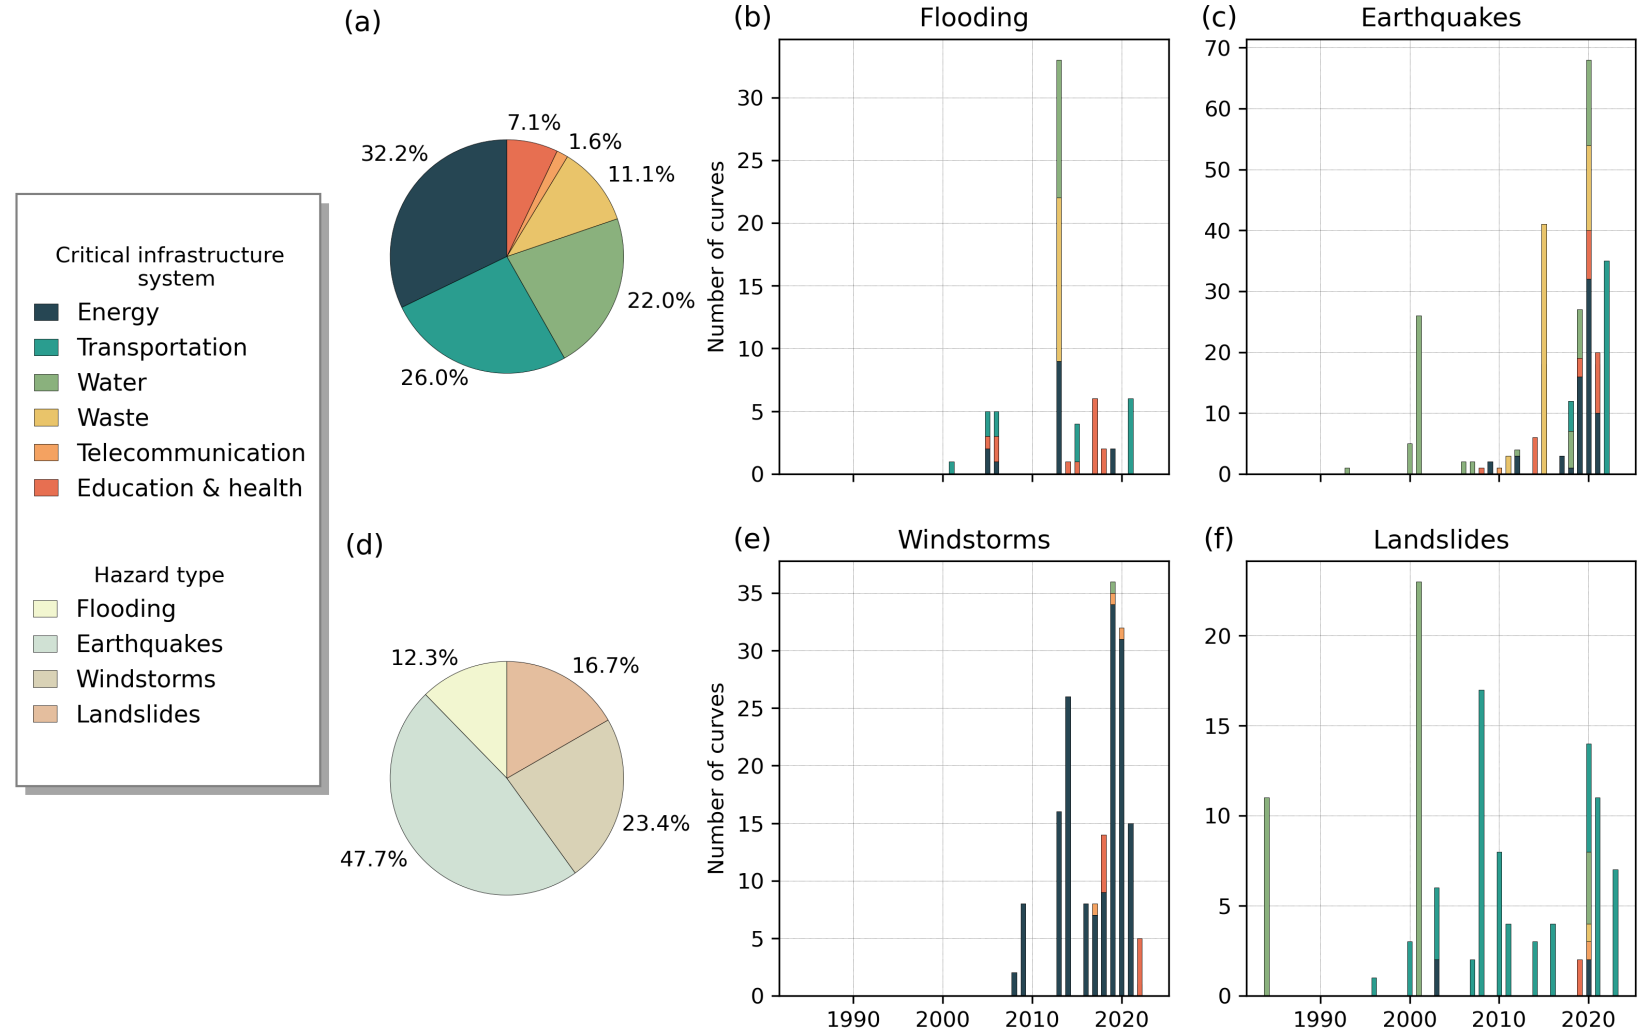 Critical infrastructure
system
Energy
Transportation
Water
Waste
Telecommunication
Education & health
Hazard type
Flooding
Earthquakes
Windstorms
Landslides
(a)
7.1%
1.6%
32.2%
11.1%
22.0%
26.0%
(b)
Flooding
Number of curves
30
25
20
15
10
5
0
(c)
Earthquakes
70
60
50
40
30
20
10
0
(d)
12.3%
16.7%
23.4%
47.7%
(e)
Windstorms
Number of curves
35
30
25
20
15
10
5
0
1990 2000 2010 2020
(f)
Landslides
20
15
10
5
0
1990 2000 2010 2020